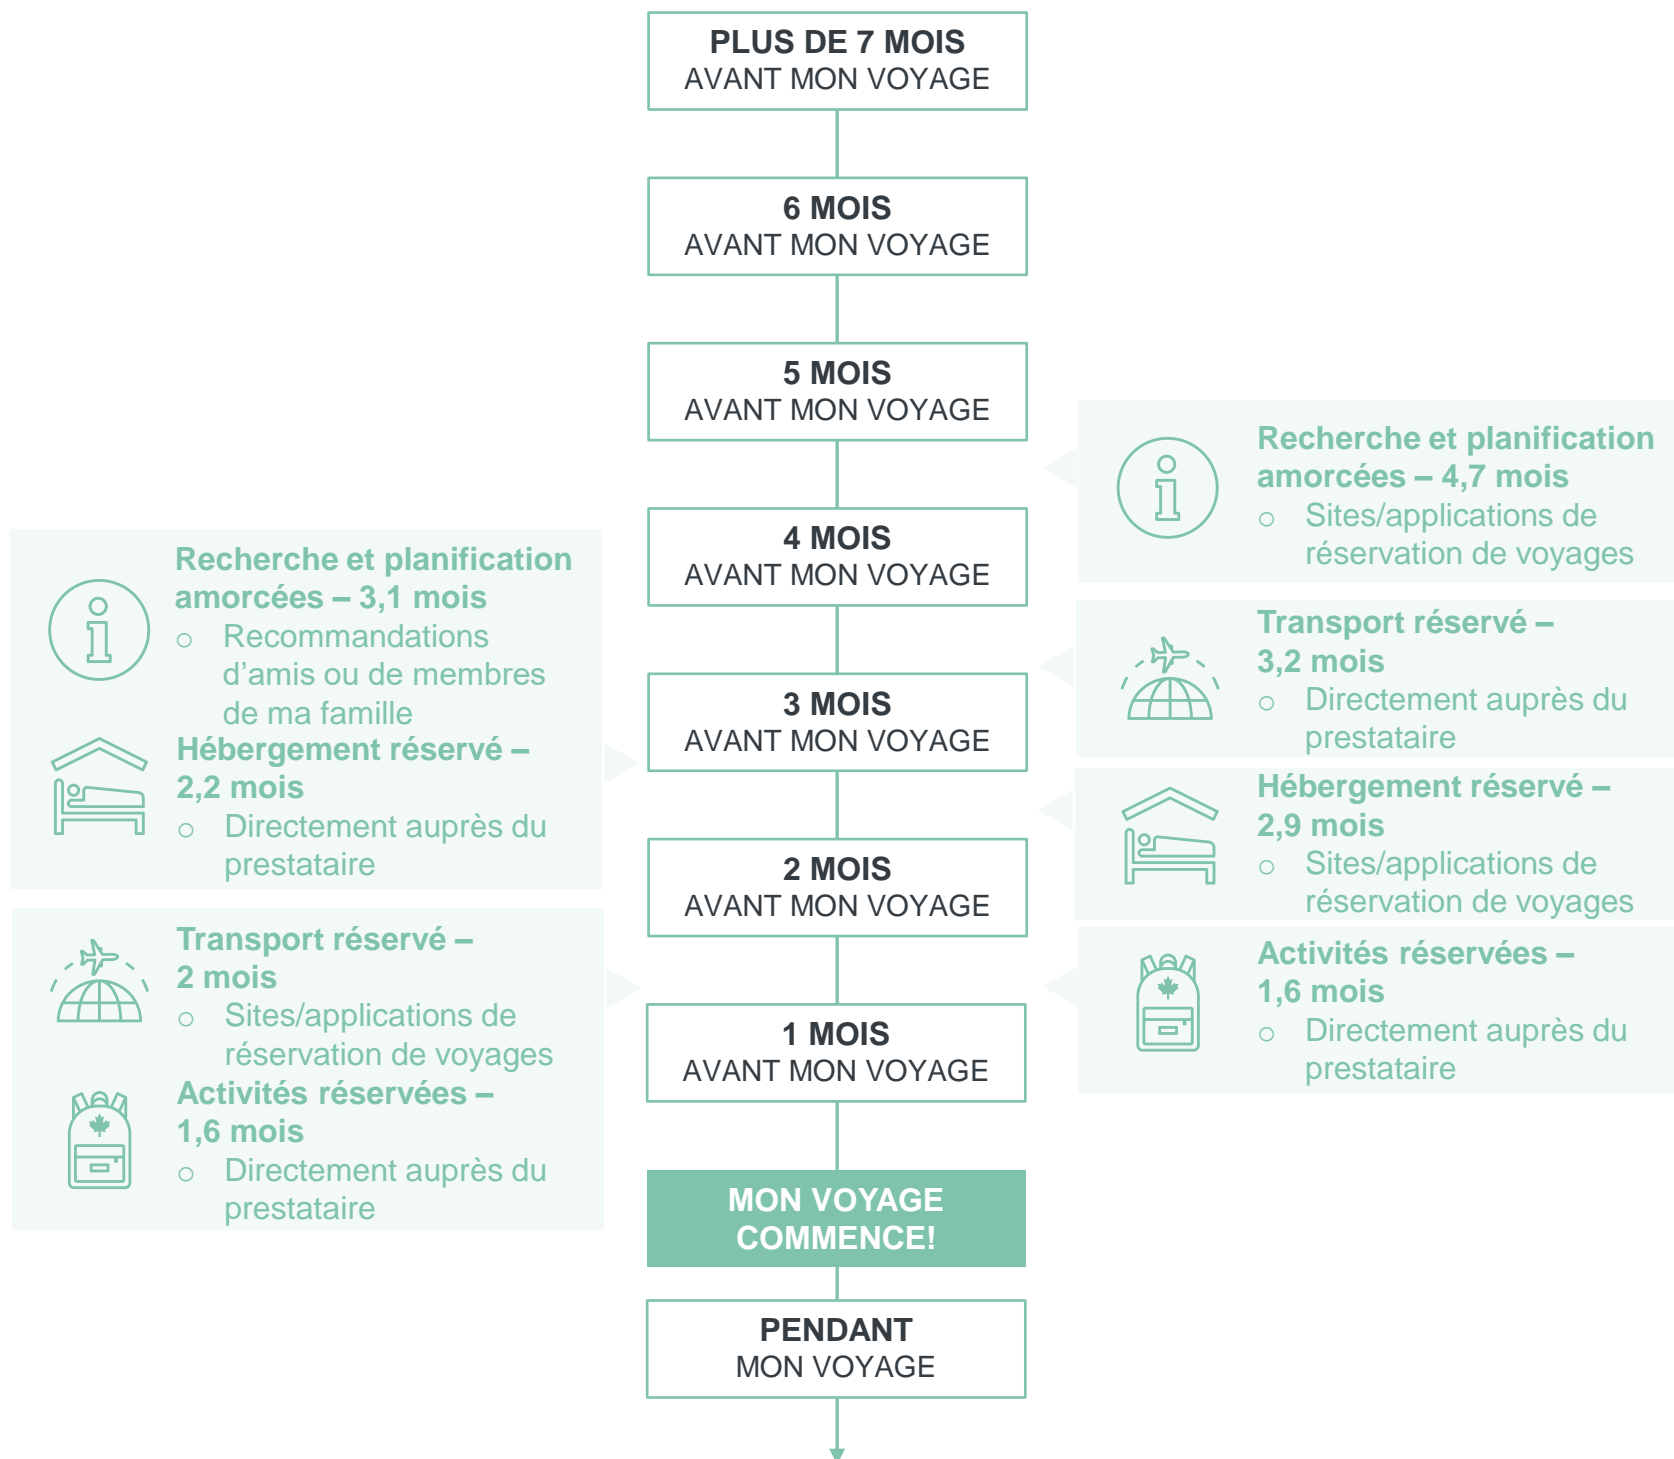 PLUS DE 7 MOIS
AVANT MON VOYAGE
6 MOIS
AVANT MON VOYAGE
5 MOIS
AVANT MON VOYAGE
4 MOIS
AVANT MON VOYAGE
3 MOIS
AVANT MON VOYAGE
2 MOIS
AVANT MON VOYAGE
1 MOIS
AVANT MON VOYAGE
MON VOYAGE
COMMENCE!
PENDANT
MON VOYAGE
Recherche et planification
amorcées – 3,1 mois
o Recommandations
d’amis ou de membres
de ma famille
Hébergement réservé –
2,2 mois
o Directement auprès du
prestataire
Transport réservé –
2 mois
o Sites/applications de
réservation de voyages
Activités réservées –
1,6 mois
o Directement auprès du
prestataire
Recherche et planification
amorcées – 4,7 mois
o Sites/applications de
réservation de voyages
Transport réservé –
3,2 mois
o Directement auprès du
prestataire
Hébergement réservé –
2,9 mois
o Sites/applications de
réservation de voyages
Activités réservées –
1,6 mois
o Directement auprès du
prestataire